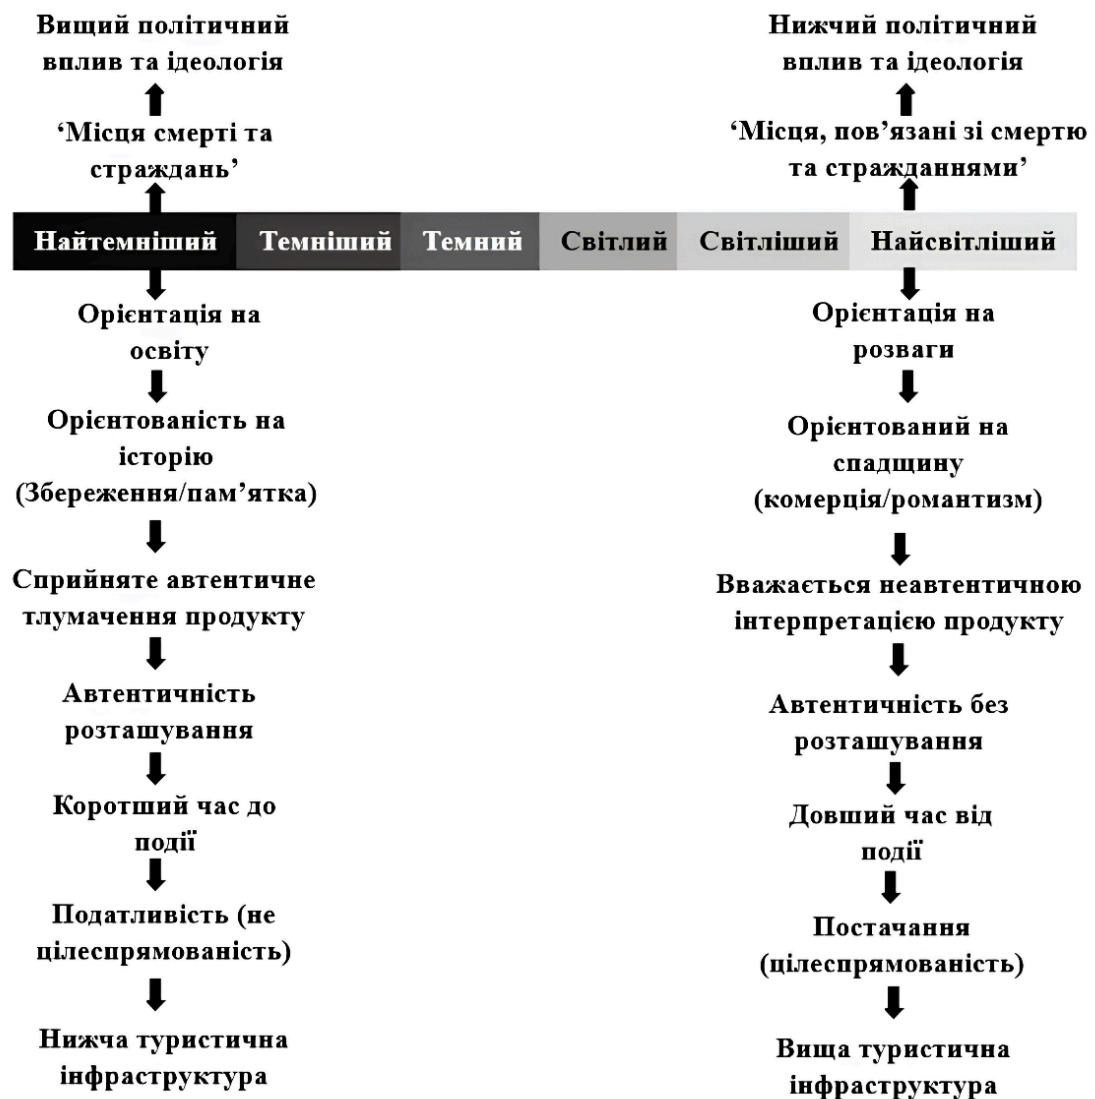 Вищий політичний
вплив та ідеологія
‘Місця смерті та
страждань’
Нижчий політичний
вплив та ідеологія
‘Місця, пов’язані зі смертю
та стражданнями’
Найтемніший Темніший Темний Світлий Світліший Найсвітліший
Орієнтація на
освіту
Орієнтованість на
історію
(Збереження/пам’ятка)
Сприйняте автентичне
тлумачення продукту
Автентичність
розташування
Коротший час до
події
Податливість (не
цілеспрямованість)
Нижча туристична
інфраструктура
Орієнтація на
розваги
Орієнтований на
спадщину
(комерція/романтизм)
Вважається неавтентичною
інтерпретацією продукту
Автентичність без
розташування
Довший час від
події
Постачання
(цілеспрямованість)
Вища туристична
інфраструктура